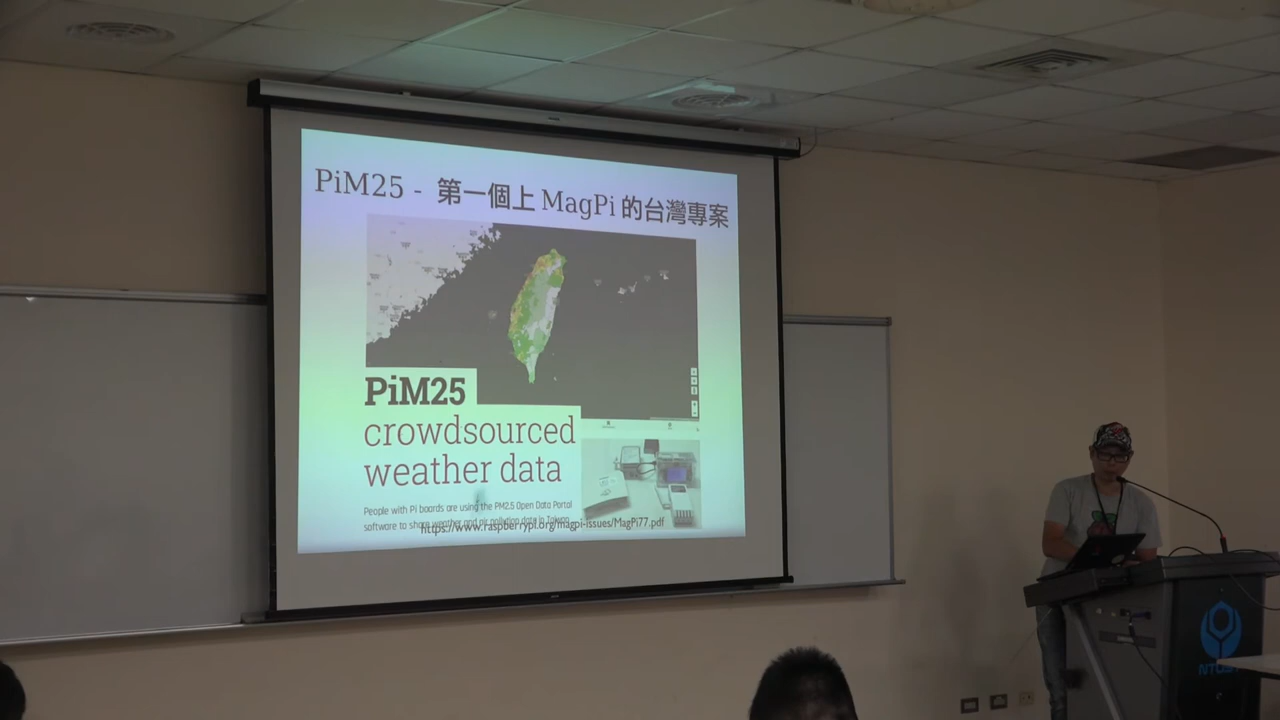 PiM25 - 第一個上 MagPi 的台灣專案
PiM25
crowdsourced
weather data
People with Pi boards are using the PM2.5 Open Data Portal
software to share weather and air pollution data in Taiwan
https://www.raspberrypi.org/magpi-issues/MagPi77.pdf